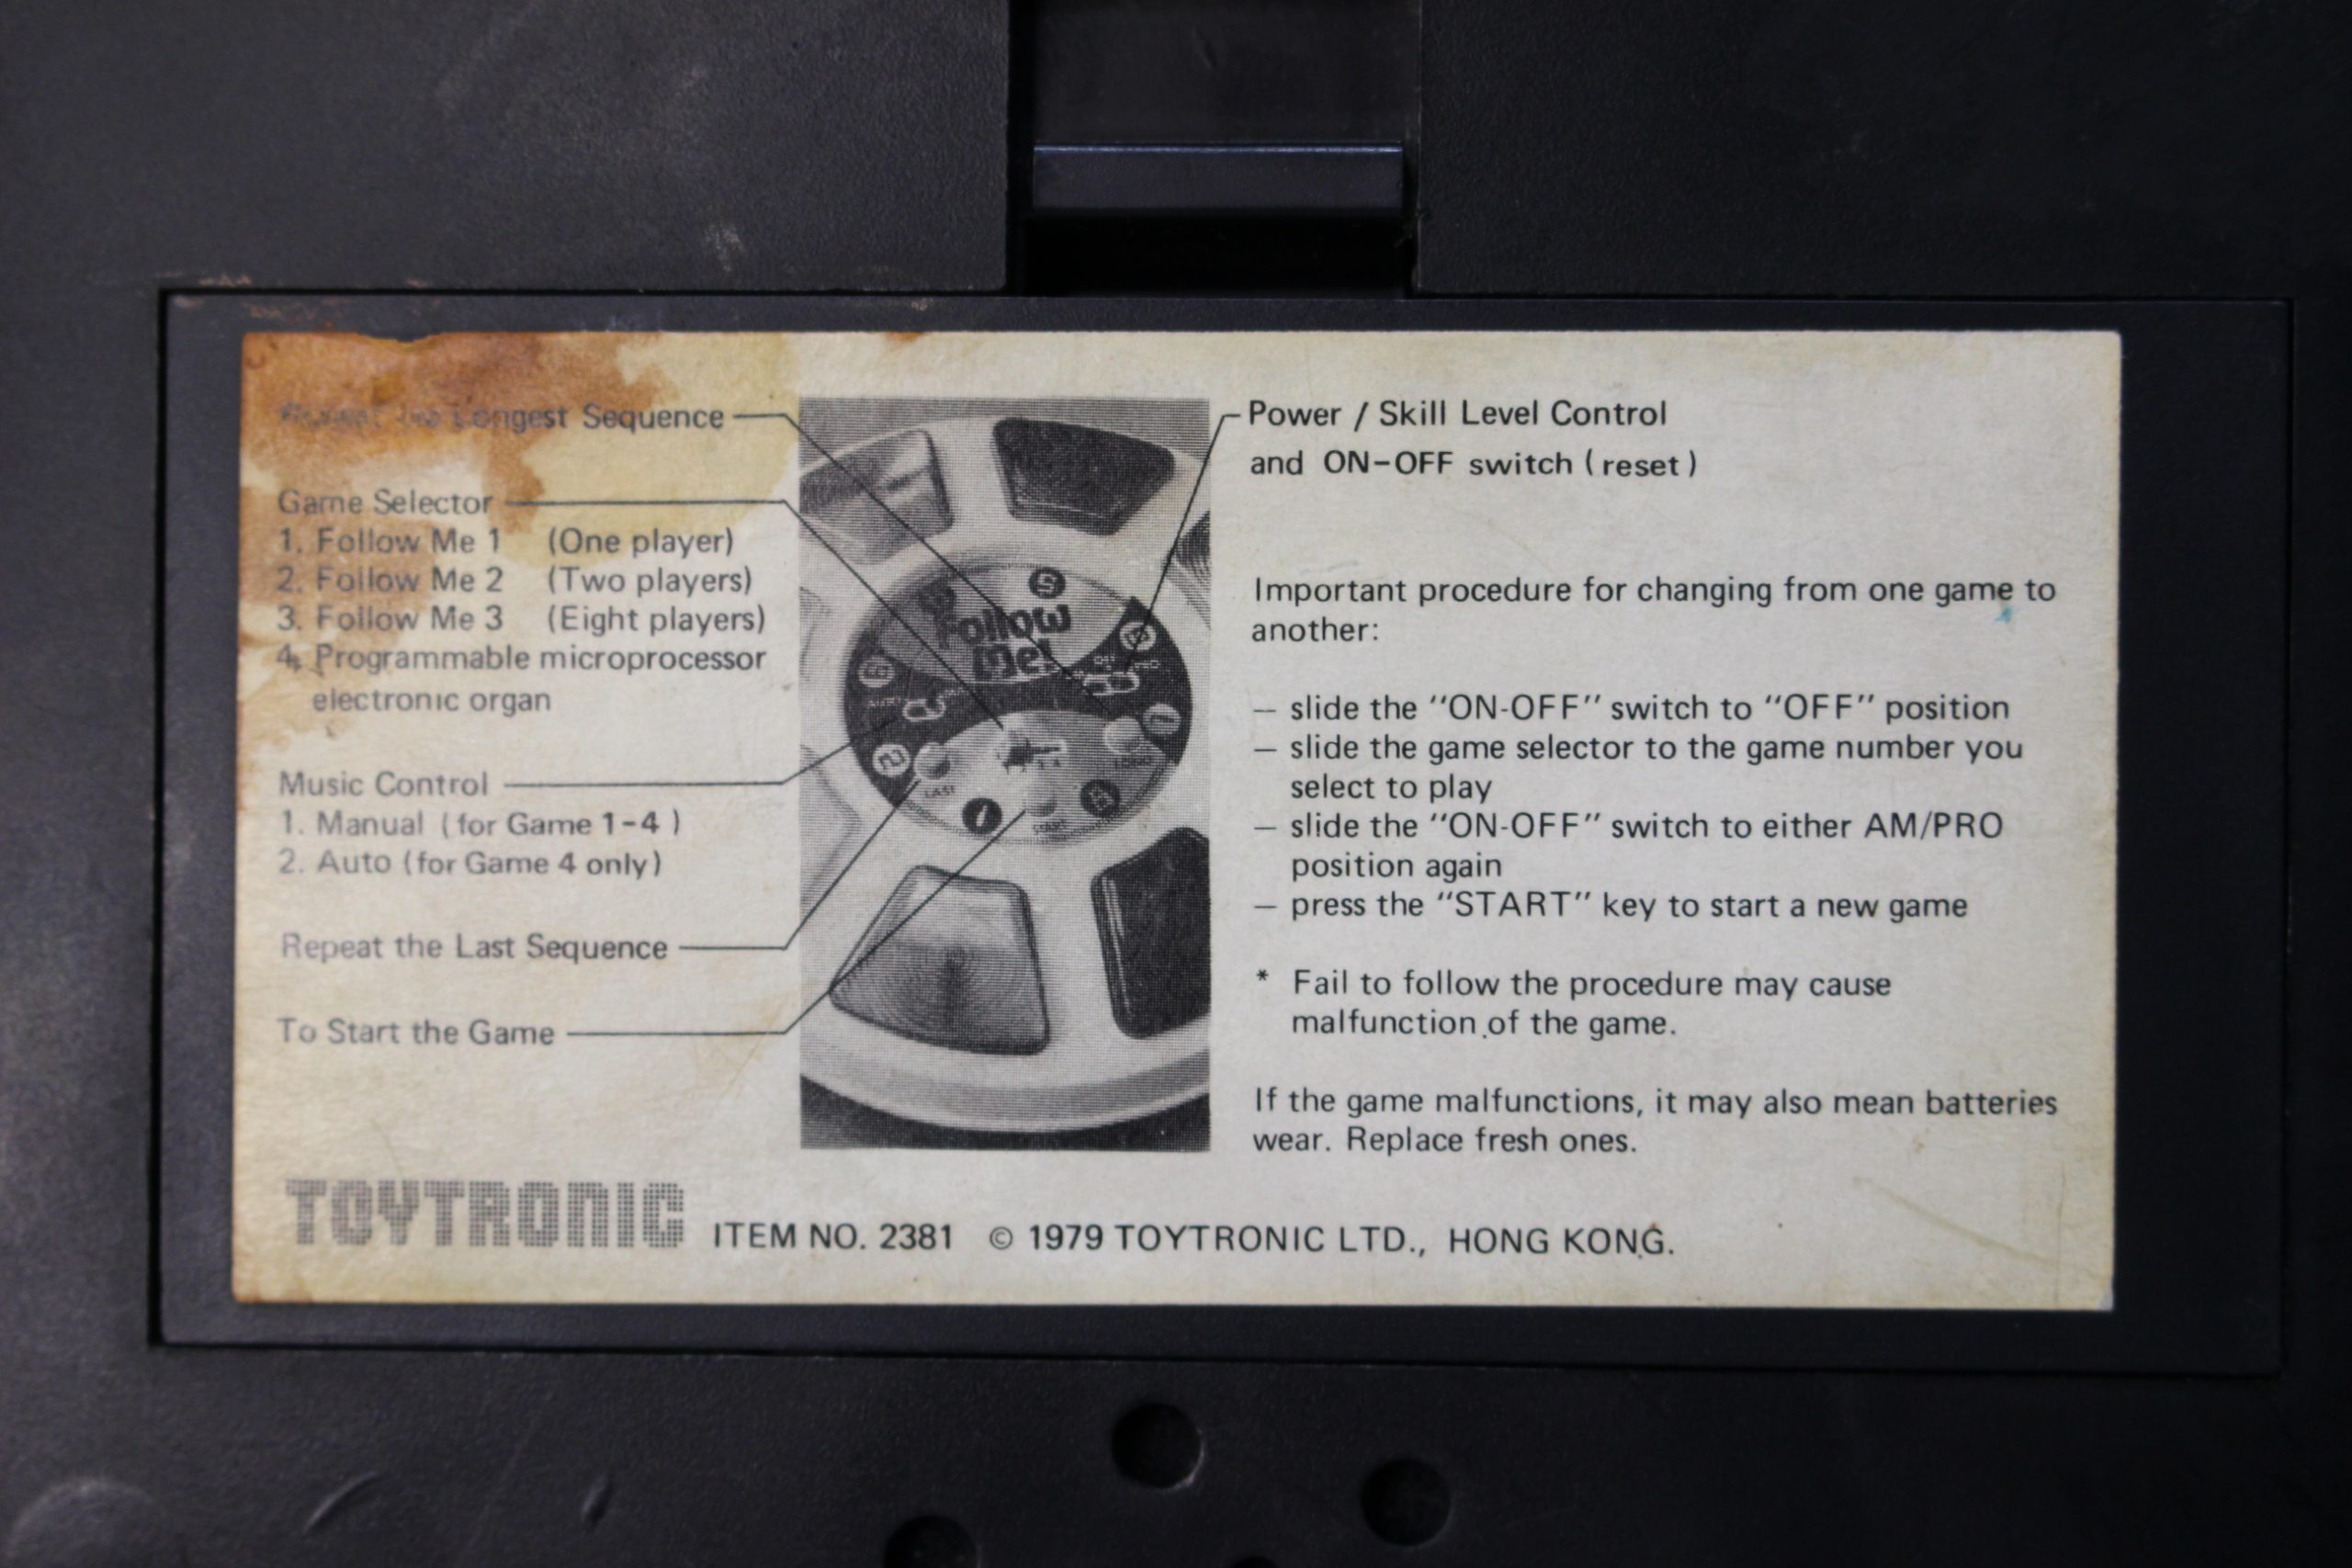 Repeat the Longest Sequence
Game Selector
1. Follow Me 1 (One player)
2. Follow Me 2 (Two players)
3. Follow Me 3 (Eight players)
4. Programmable microprocessor
electronic organ
Music Control
1. Manual (for Game 1-4)
2. Auto (for Game 4 only)
Repeat the Last Sequence
To Start the Game
Follow
Me!
LAST
START
Power / Skill Level Control
and ON-OFF switch (reset)
Important procedure for changing from one game to
another:
— slide the "ON-OFF" switch to "OFF" position
— slide the game selector to the game number you
select to play
— slide the "ON-OFF" switch to either AM/PRO
position again
— press the "START" key to start a new game
* Fail to follow the procedure may cause
malfunction of the game.
If the game malfunctions, it may also mean batteries
wear. Replace fresh ones.
TOYTRONIC ITEM NO. 2381 © 1979 TOYTRONIC LTD., HONG KONG.